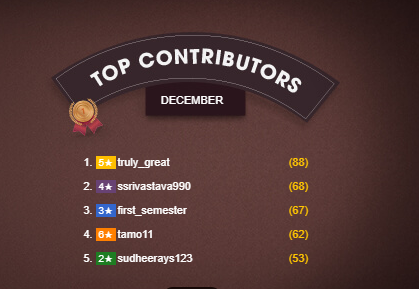 TOP CONTRIBUTORS
DECEMBER
1. 5★ truly_great (88)
2. 4★ ssrivastava990 (68)
3. 3★ first_semester (67)
4. 6★ tamo11 (62)
5. 2★ sudheerays123 (53)